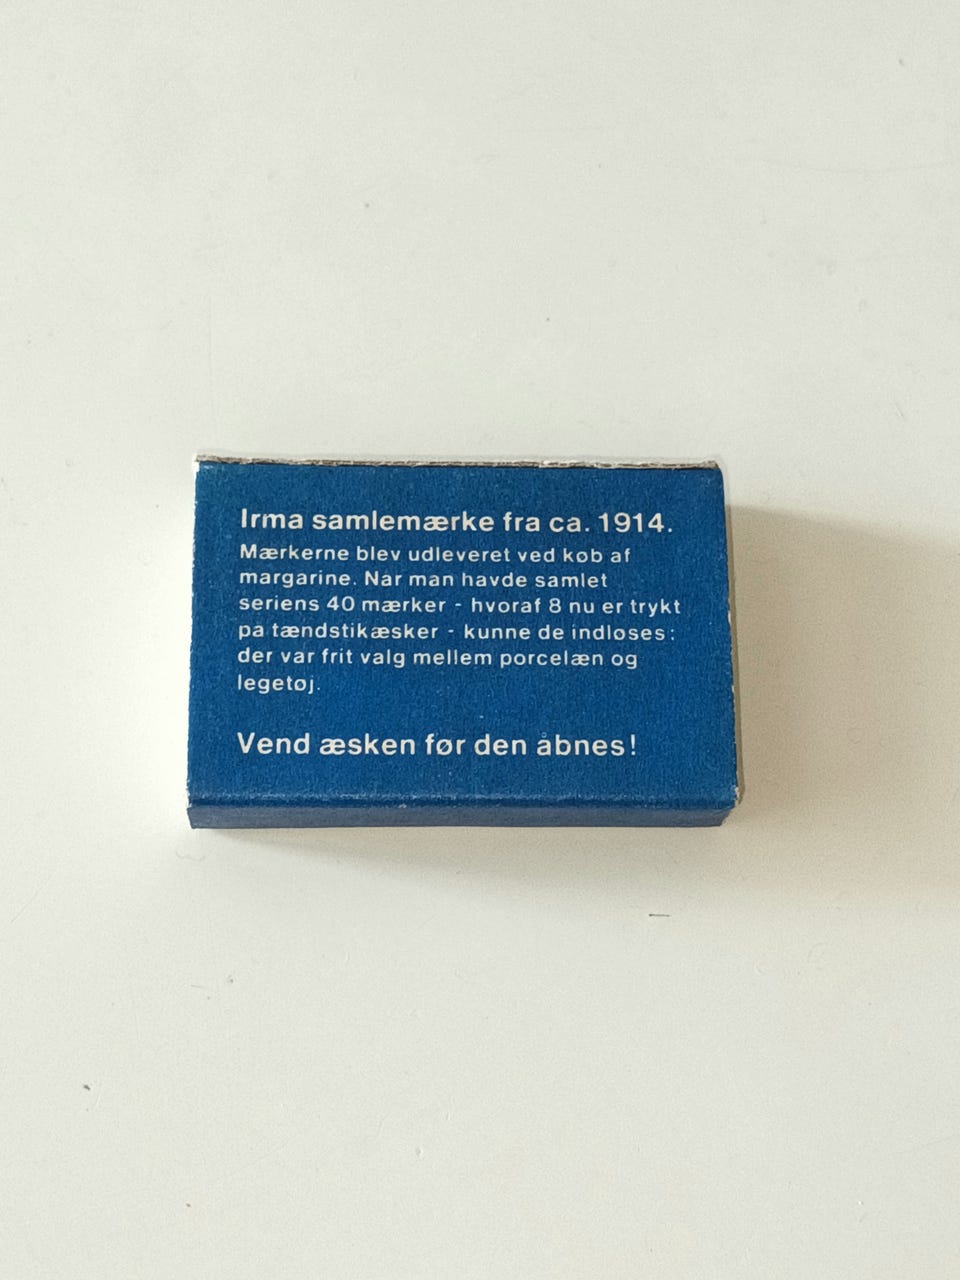 Irma samlemærke fra ca. 1914.
Mærkerne blev udleveret ved køb af
margarine. Nar man havde samlet
seriens 40 mærker - hvoraf 8 nu er trykt
pa tændstikæsker - kunne de indløses:
der var frit valg mellem porcelæn og
legetøj.
Vend æsken før den åbnes!